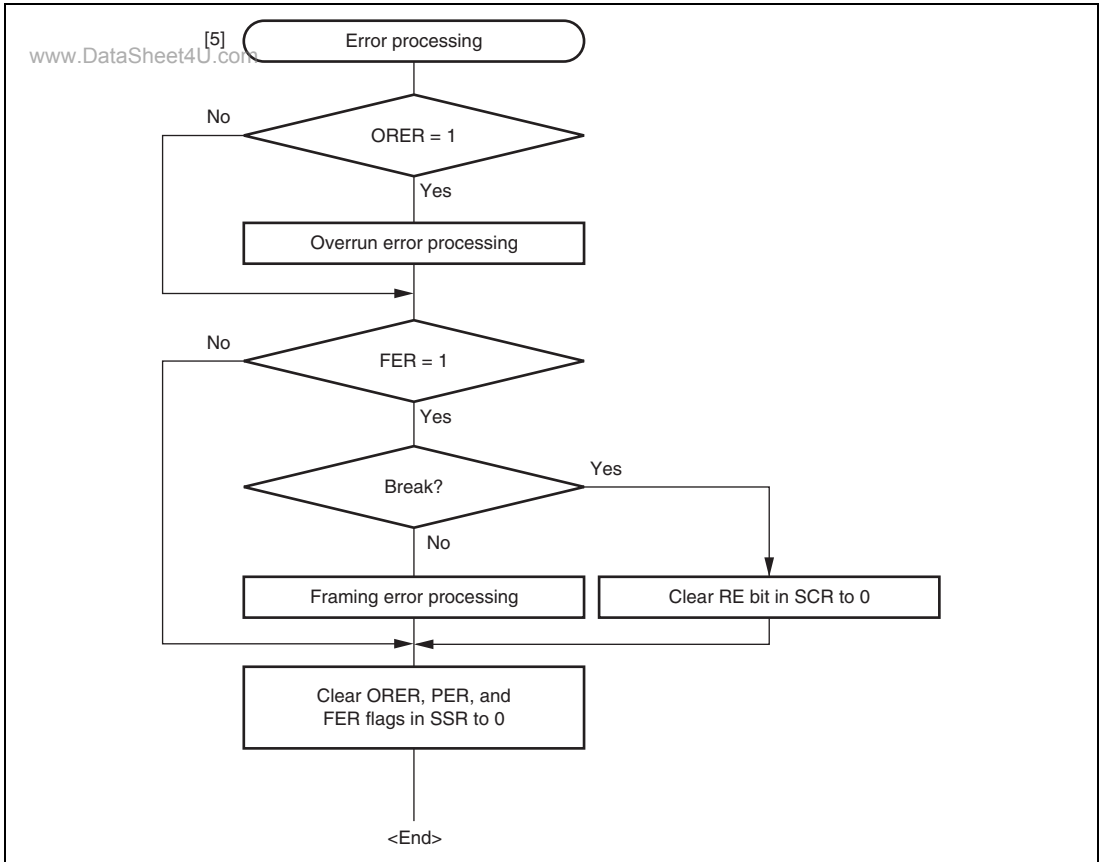 [5]
Error processing
www.DataSheet4U.com
No
ORER = 1
Yes
Overrun error processing
No
FER = 1
Yes
Yes
Break?
No
Framing error processing
Clear RE bit in SCR to 0
Clear ORER, PER, and
FER flags in SSR to 0
<End>